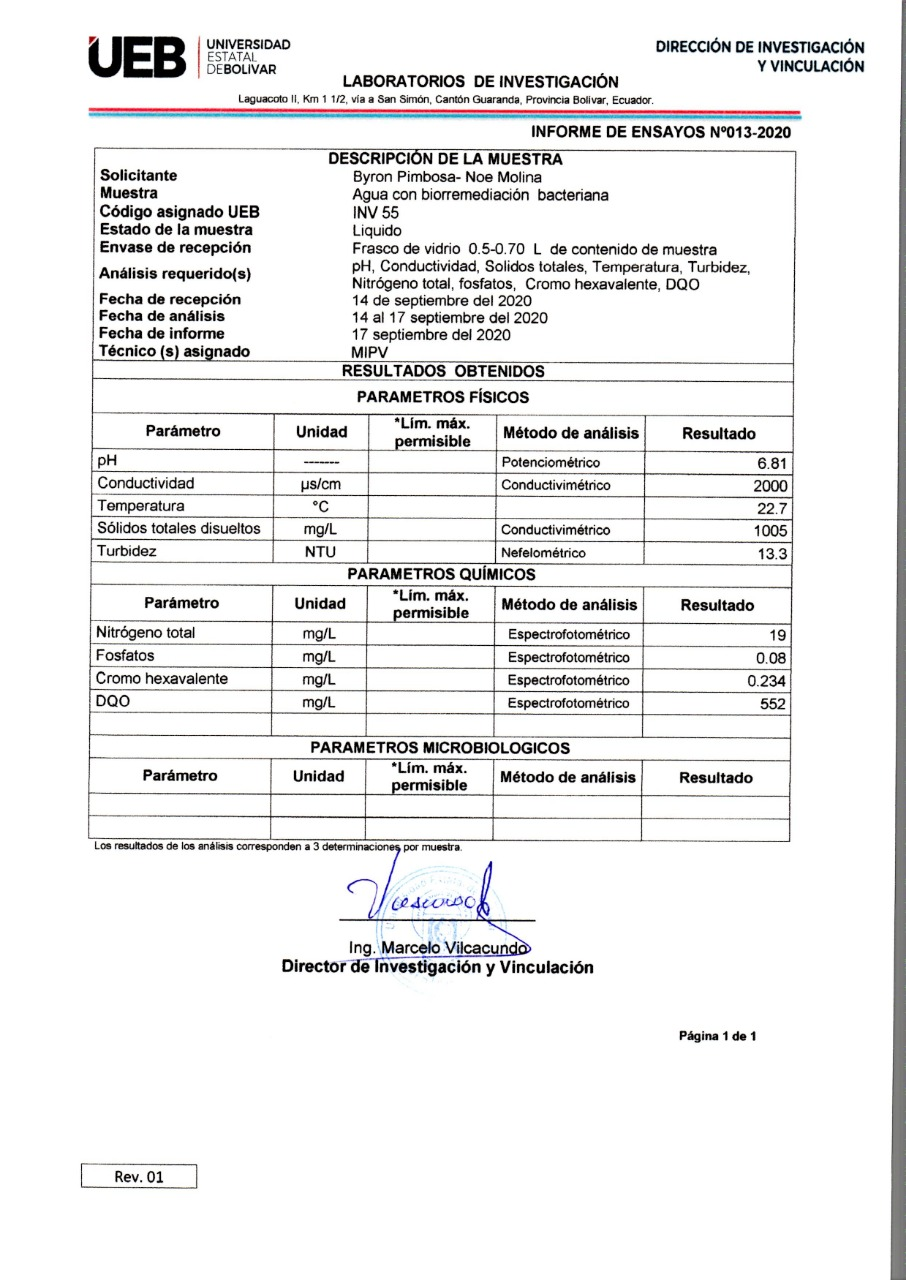 UEB UNIVERSIDAD
ESTATAL
DEBOLIVAR
DIRECCIÓN DE INVESTIGACIÓN
Y VINCULACIÓN
LABORATORIOS DE INVESTIGACIÓN
Laguacoto II, Km 1 1/2, vía a San Simón, Cantón Guaranda, Provincia Bolívar, Ecuador.
INFORME DE ENSAYOS Nº013-2020
DESCRIPCIÓN DE LA MUESTRA
Solicitante Byron Pimbosa- Noe Molina
Muestra Agua con biorremediación bacteriana
Código asignado UEB INV 55
Estado de la muestra Liquido
Envase de recepción Frasco de vidrio 0.5-0.70 L de contenido de muestra
Análisis requerido(s) pH, Conductividad, Solidos totales, Temperatura, Turbidez,
Nitrógeno total, fosfatos, Cromo hexavalente, DQO
Fecha de recepción 14 de septiembre del 2020
Fecha de análisis 14 al 17 septiembre del 2020
Fecha de informe 17 septiembre del 2020
Técnico (s) asignado MIPV
RESULTADOS OBTENIDOS
PARAMETROS FÍSICOS
Parámetro Unidad *Lím. máx. permisible Método de análisis Resultado
pH ------- Potenciométrico 6.81
Conductividad µs/cm Conductivimétrico 2000
Temperatura °C 22.7
Sólidos totales disueltos mg/L Conductivimétrico 1005
Turbidez NTU Nefelométrico 13.3
PARAMETROS QUÍMICOS
Parámetro Unidad *Lím. máx. permisible Método de análisis Resultado
Nitrógeno total mg/L Espectrofotométrico 19
Fosfatos mg/L Espectrofotométrico 0.08
Cromo hexavalente mg/L Espectrofotométrico 0.234
DQO mg/L Espectrofotométrico 552
PARAMETROS MICROBIOLOGICOS
Parámetro Unidad *Lím. máx. permisible Método de análisis Resultado
Los resultados de los análisis corresponden a 3 determinaciones por muestra.
Ing. Marcelo Vilcacundo
Director de Investigación y Vinculación
Página 1 de 1
Rev. 01